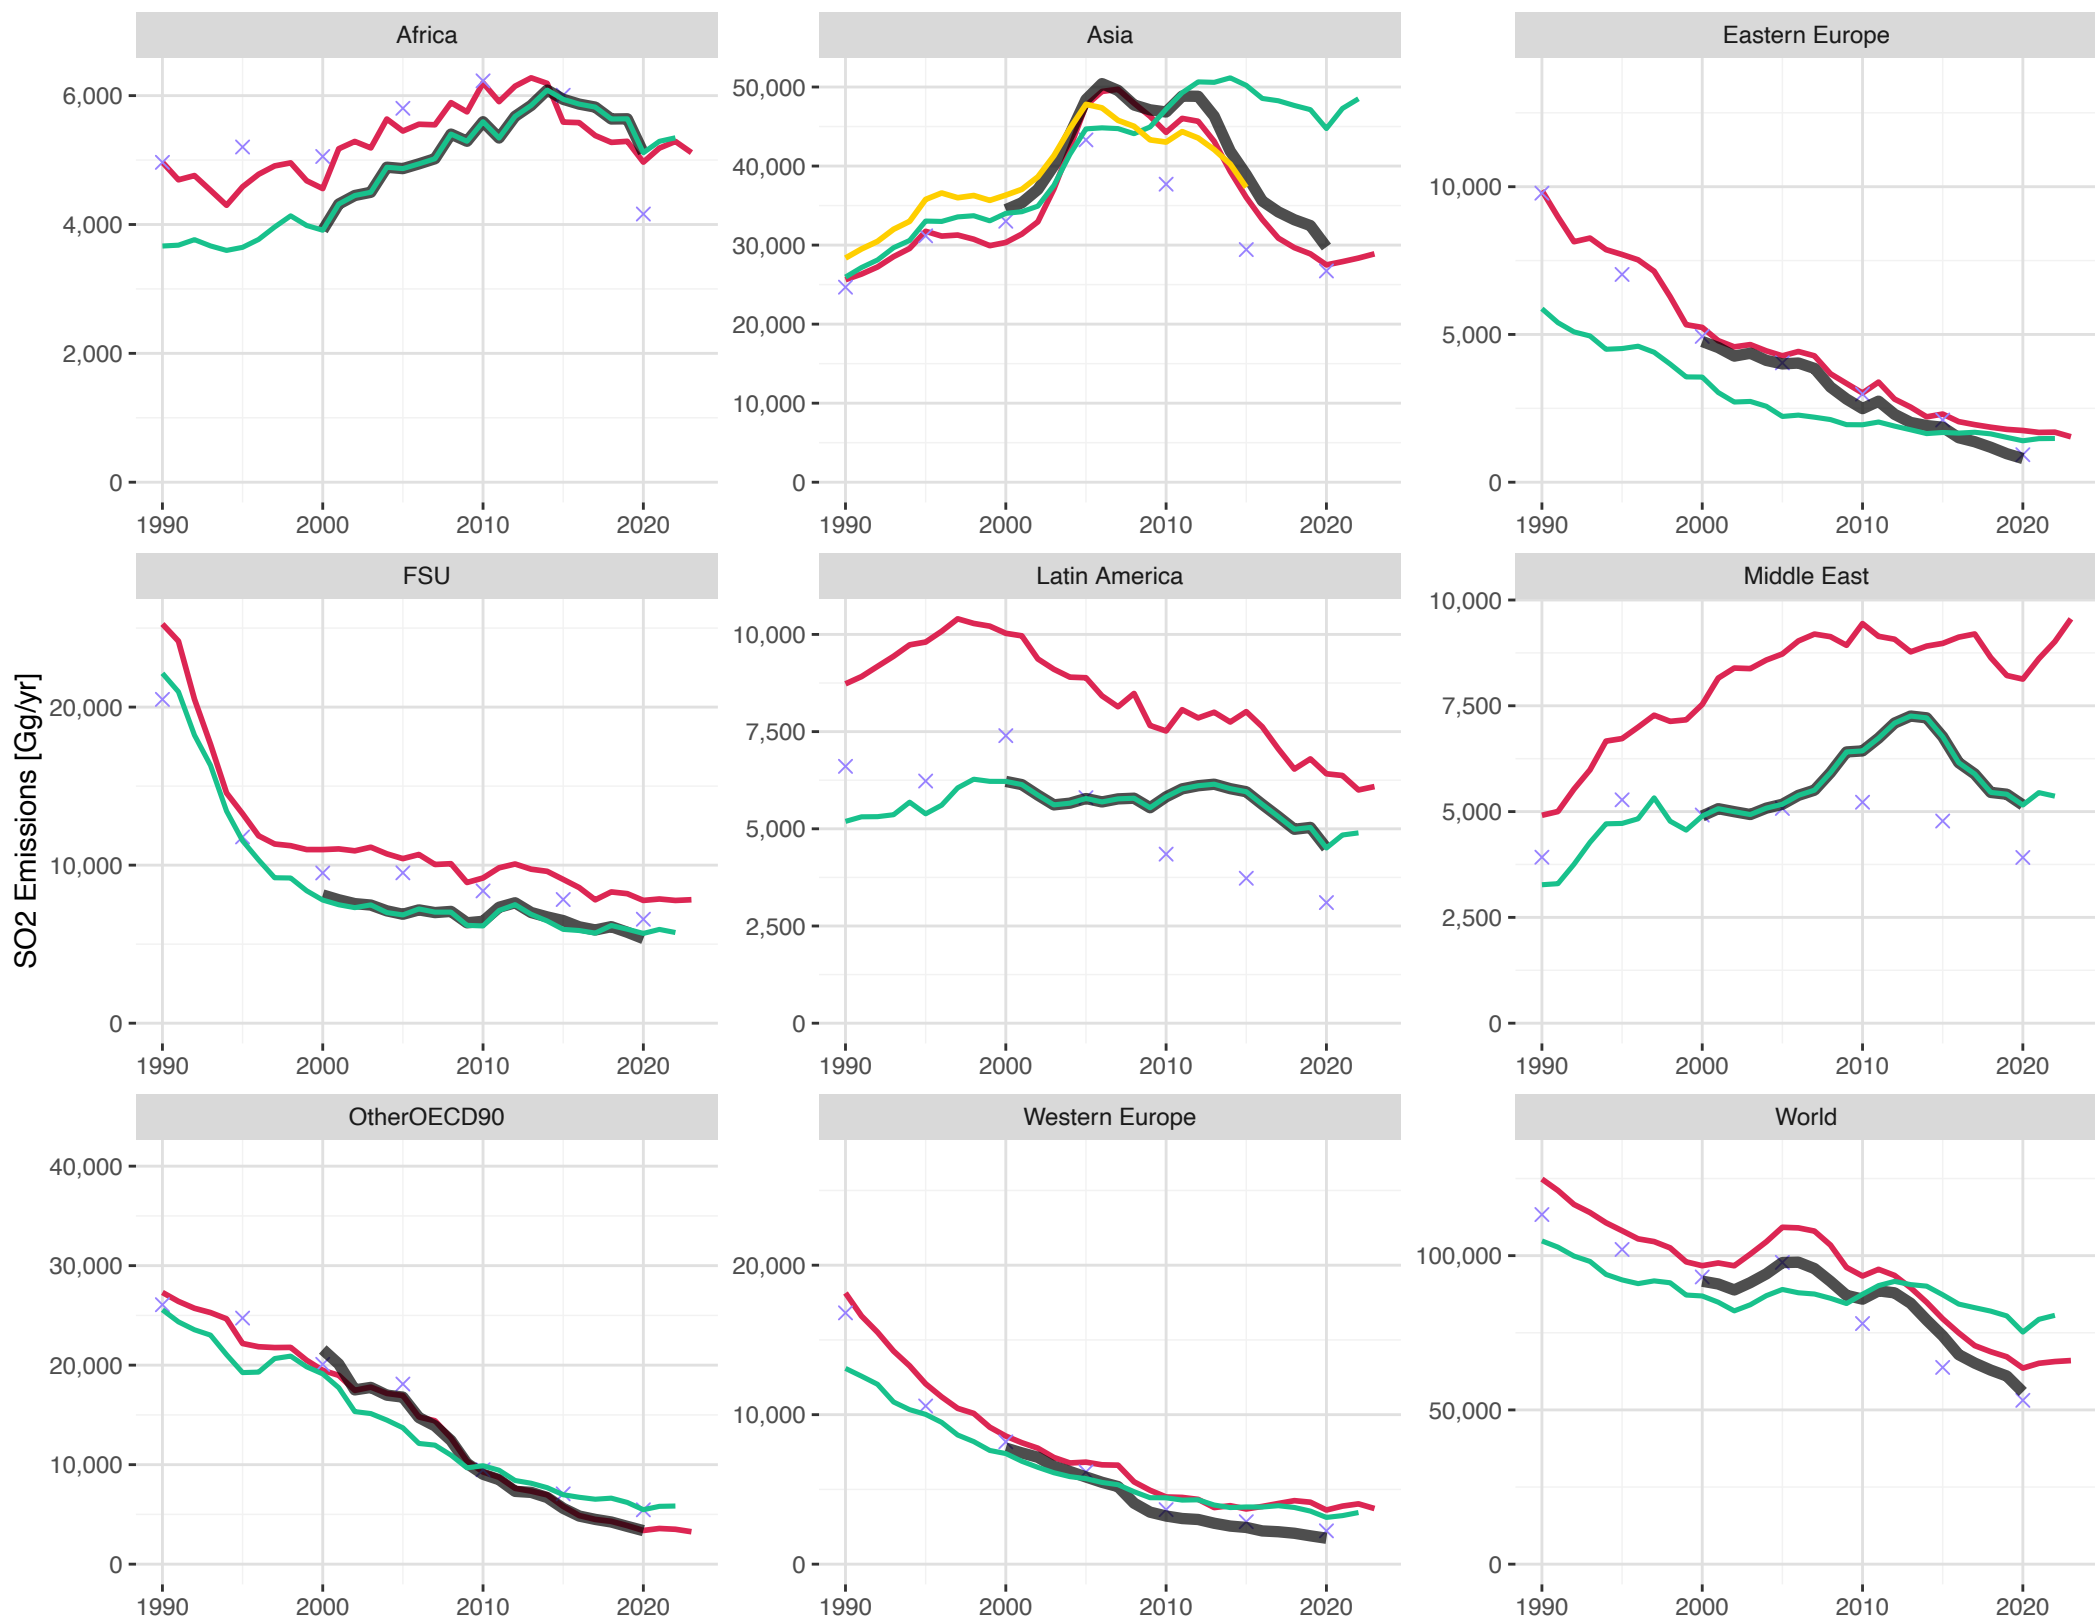 Africa
Asia
Eastern Europe
6,000
4,000
2,000
0
1990 2000 2010 2020
50,000
40,000
30,000
20,000
10,000
0
1990 2000 2010 2020
10,000
5,000
0
1990 2000 2010 2020
SO2 Emissions [Gg/yr]
FSU
Latin America
Middle East
20,000
10,000
0
1990 2000 2010 2020
10,000
7,500
5,000
2,500
0
1990 2000 2010 2020
10,000
7,500
5,000
2,500
0
1990 2000 2010 2020
OtherOECD90
Western Europe
World
40,000
30,000
20,000
10,000
0
1990 2000 2010 2020
20,000
10,000
0
1990 2000 2010 2020
100,000
50,000
0
1990 2000 2010 2020